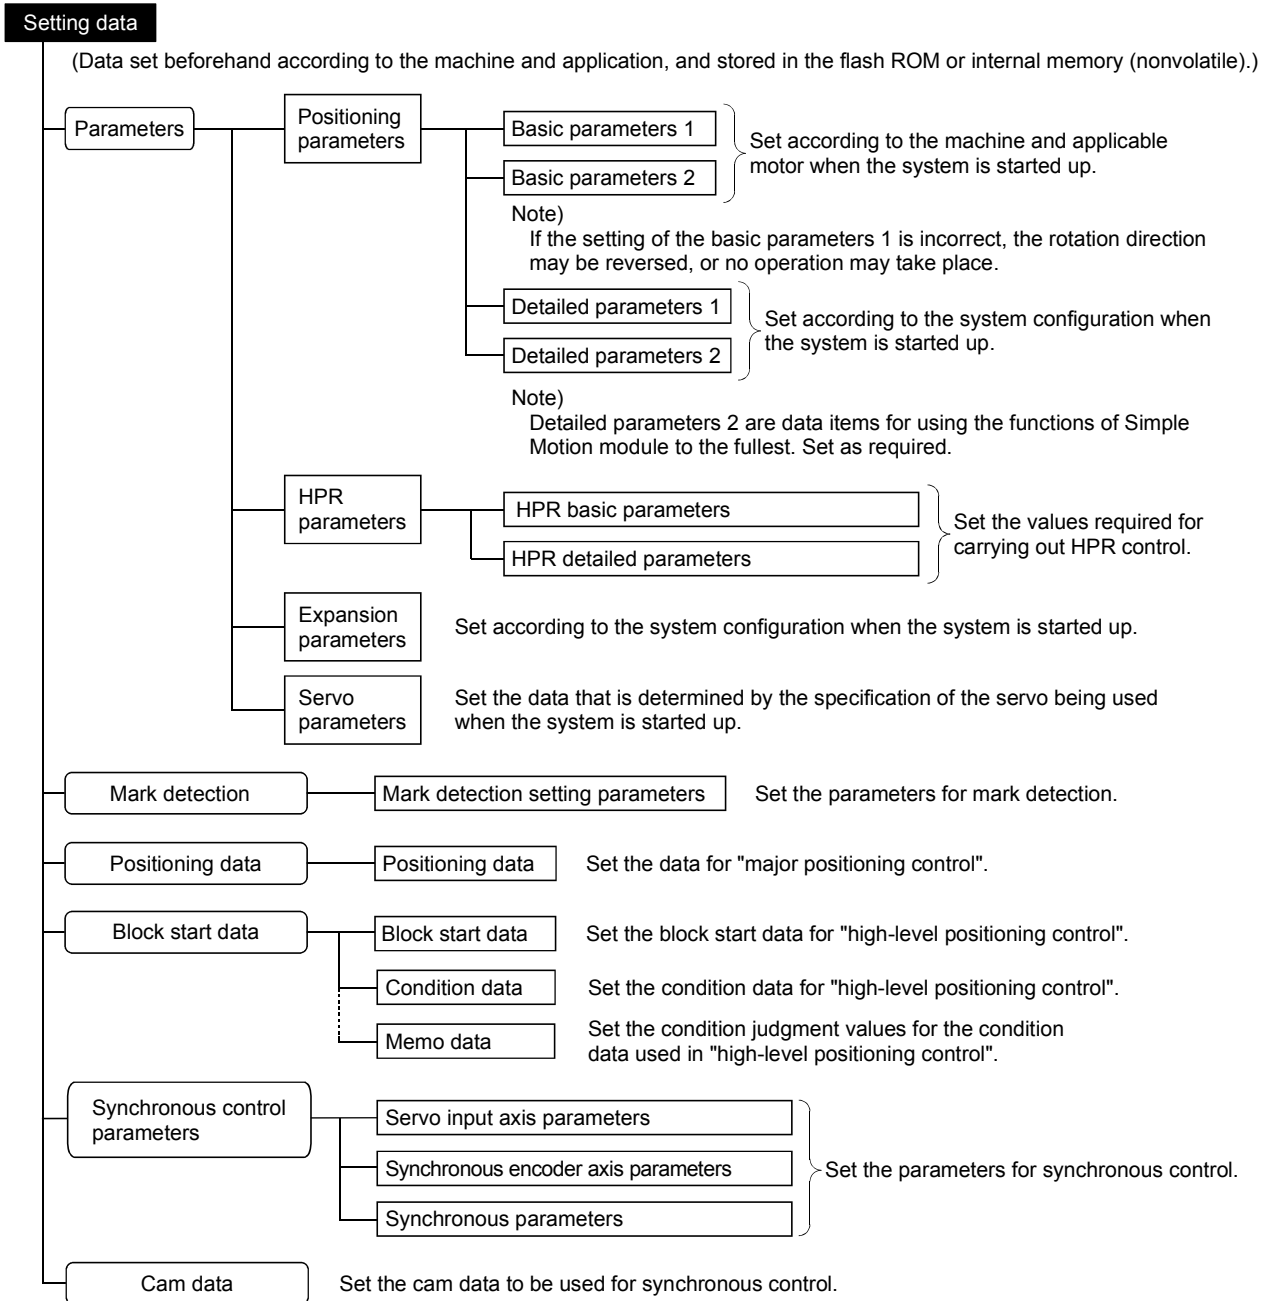 Setting data
(Data set beforehand according to the machine and application, and stored in the flash ROM or internal memory (nonvolatile).)
Parameters
Positioning
parameters
Basic parameters 1
Basic parameters 2
Set according to the machine and applicable
motor when the system is started up.
Note)
If the setting of the basic parameters 1 is incorrect, the rotation direction
may be reversed, or no operation may take place.
Detailed parameters 1
Detailed parameters 2
Set according to the system configuration when
the system is started up.
Note)
Detailed parameters 2 are data items for using the functions of Simple
Motion module to the fullest. Set as required.
HPR
parameters
HPR basic parameters
HPR detailed parameters
Set the values required for
carrying out HPR control.
Expansion
parameters
Set according to the system configuration when the system is started up.
Servo
parameters
Set the data that is determined by the specification of the servo being used
when the system is started up.
Mark detection
Mark detection setting parameters
Set the parameters for mark detection.
Positioning data
Positioning data
Set the data for "major positioning control".
Block start data
Block start data
Set the block start data for "high-level positioning control".
Condition data
Set the condition data for "high-level positioning control".
Memo data
Set the condition judgment values for the condition
data used in "high-level positioning control".
Synchronous control
parameters
Servo input axis parameters
Synchronous encoder axis parameters
Synchronous parameters
Set the parameters for synchronous control.
Cam data
Set the cam data to be used for synchronous control.